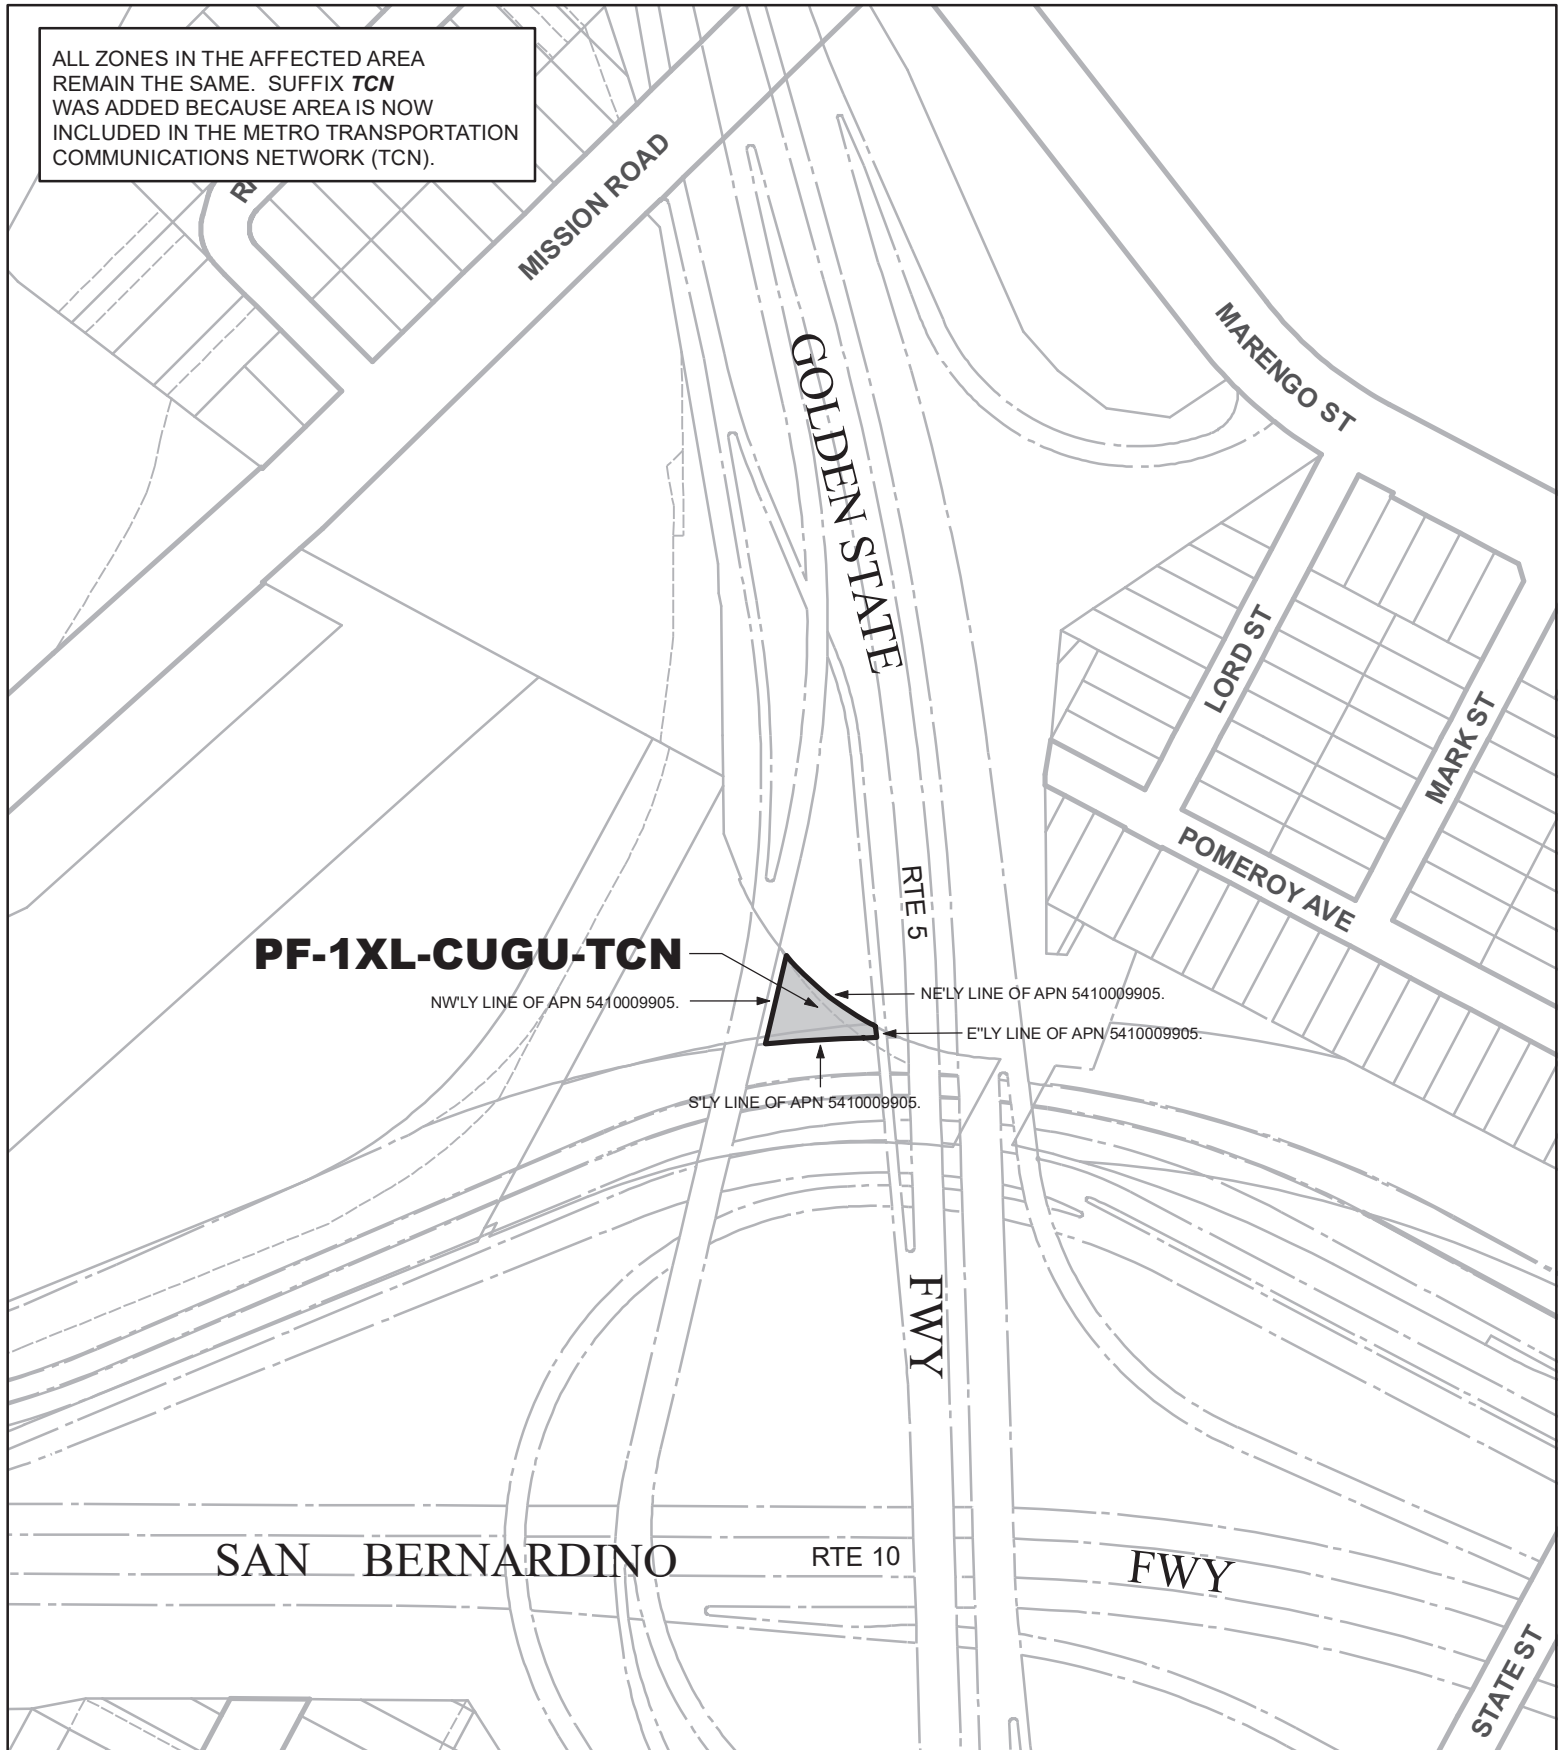 ALL ZONES IN THE AFFECTED AREA
REMAIN THE SAME. SUFFIX TCN
WAS ADDED BECAUSE AREA IS NOW
INCLUDED IN THE METRO TRANSPORTATION
COMMUNICATIONS NETWORK (TCN).
MISSION ROAD
MARENGO ST
GOLDEN STATE
LORD ST
MARK ST
POMEROY AVE
RTE 5
PF-1XL-CUGU-TCN
NW'LY LINE OF APN 5410009905.
NE'LY LINE OF APN 5410009905.
E"LY LINE OF APN 5410009905.
S'LY LINE OF APN 5410009905.
FWY
SAN BERNARDINO
RTE 10
FWY
STATE ST